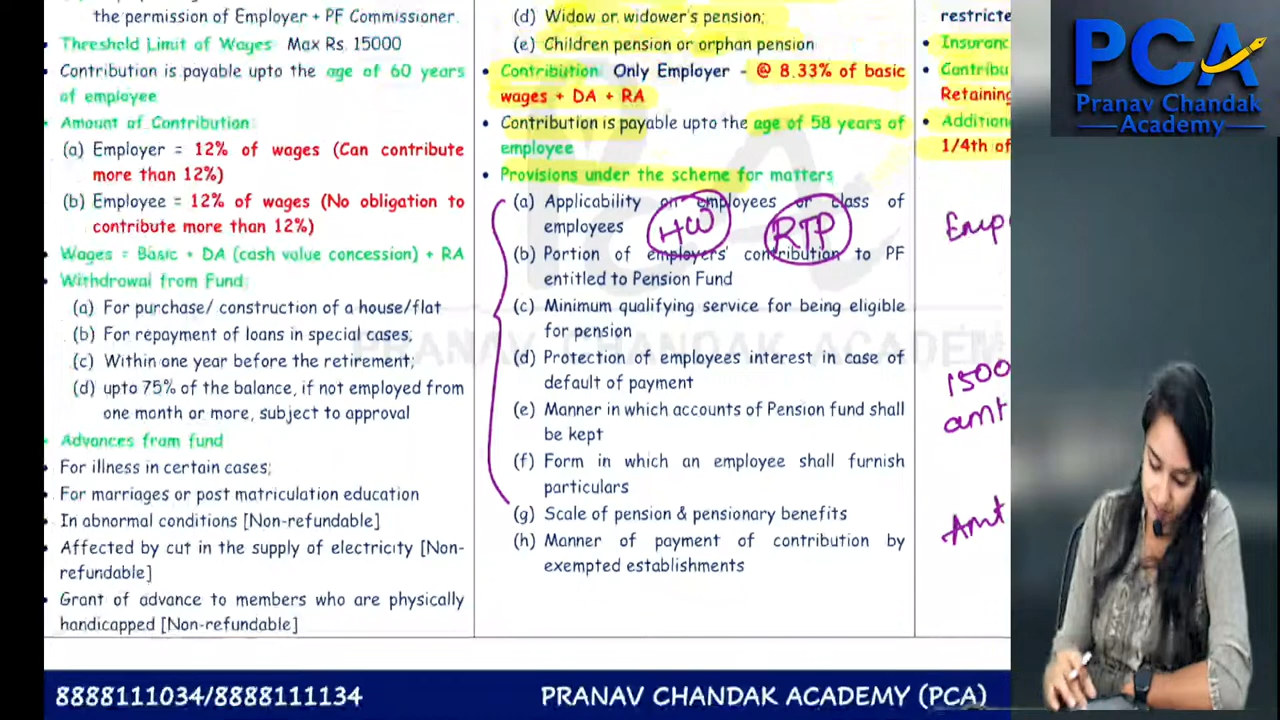 the permission of Employer + PF Commissioner.
Threshold Limit of Wages: Max Rs. 15000
Contribution is payable upto the age of 60 years
of employee
Amount of Contribution:
(a) Employer = 12% of wages (Can contribute
more than 12%)
(b) Employee = 12% of wages (No obligation to
contribute more than 12%)
Wages = Basic + DA (cash value concession) + RA
Withdrawal from Fund:
(a) For purchase/ construction of a house/flat
(b) For repayment of loans in special cases;
(c) Within one year before the retirement;
(d) upto 75% of the balance, if not employed from
one month or more, subject to approval
Advances from fund
For illness in certain cases;
For marriages or post matriculation education
In abnormal conditions [Non-refundable]
Affected by cut in the supply of electricity [Non-
refundable]
Grant of advance to members who are physically
handicapped [Non-refundable]
(d) Widow or widower's pension;
(e) Children pension or orphan pension
• Contribution: Only Employer - @ 8.33% of basic
wages + DA + RA
• Contribution is payable upto the age of 58 years of
employee
• Provisions under the scheme for matters
(a) Applicability on employees or class of
employees
HW RTP
(b) Portion of employers' contribution to PF
entitled to Pension Fund
(c) Minimum qualifying service for being eligible
for pension
(d) Protection of employees interest in case of
default of payment
(e) Manner in which accounts of Pension fund shall
be kept
(f) Form in which an employee shall furnish
particulars
(g) Scale of pension & pensionary benefits
(h) Manner of payment of contribution by
exempted establishments
PRANAV CHANDAK ACADEM
restricte
• Insuranc
• Contribu
Retaining
• Addition
1/4th of
Emp
1500
amt
Amt
PCA
Pranav Chandak
Academy
8888111034/8888111134
PRANAV CHANDAK ACADEMY (PCA)